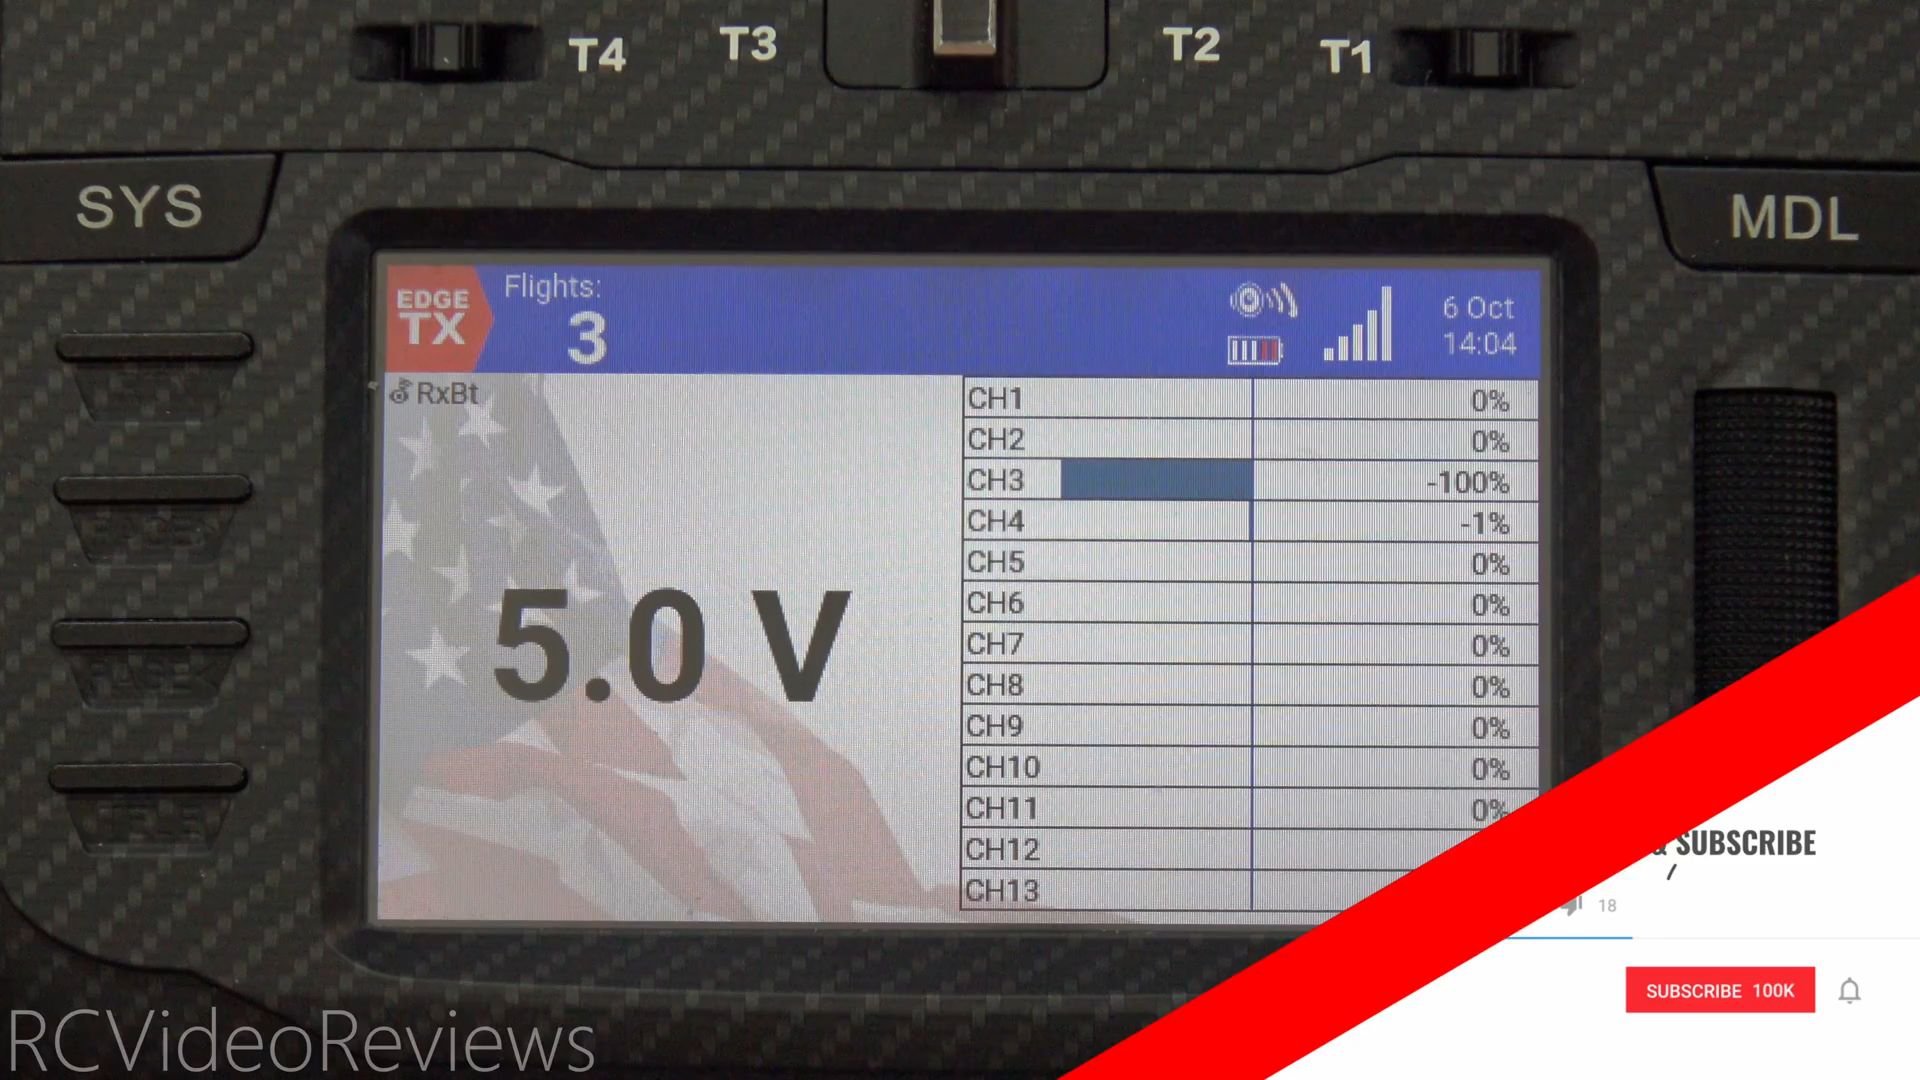 T4 T3 T2 T1
SYS
MDL
EDGE
TX
Flights:
3
6 Oct
14:04
RxBt
5.0 V
CH1 0%
CH2 0%
CH3 -100%
CH4 -1%
CH5 0%
CH6 0%
CH7 0%
CH8 0%
CH9 0%
CH10 0%
CH11 0%
CH12
CH13
& SUBSCRIBE
18
SUBSCRIBE 100K
RCVideoReviews